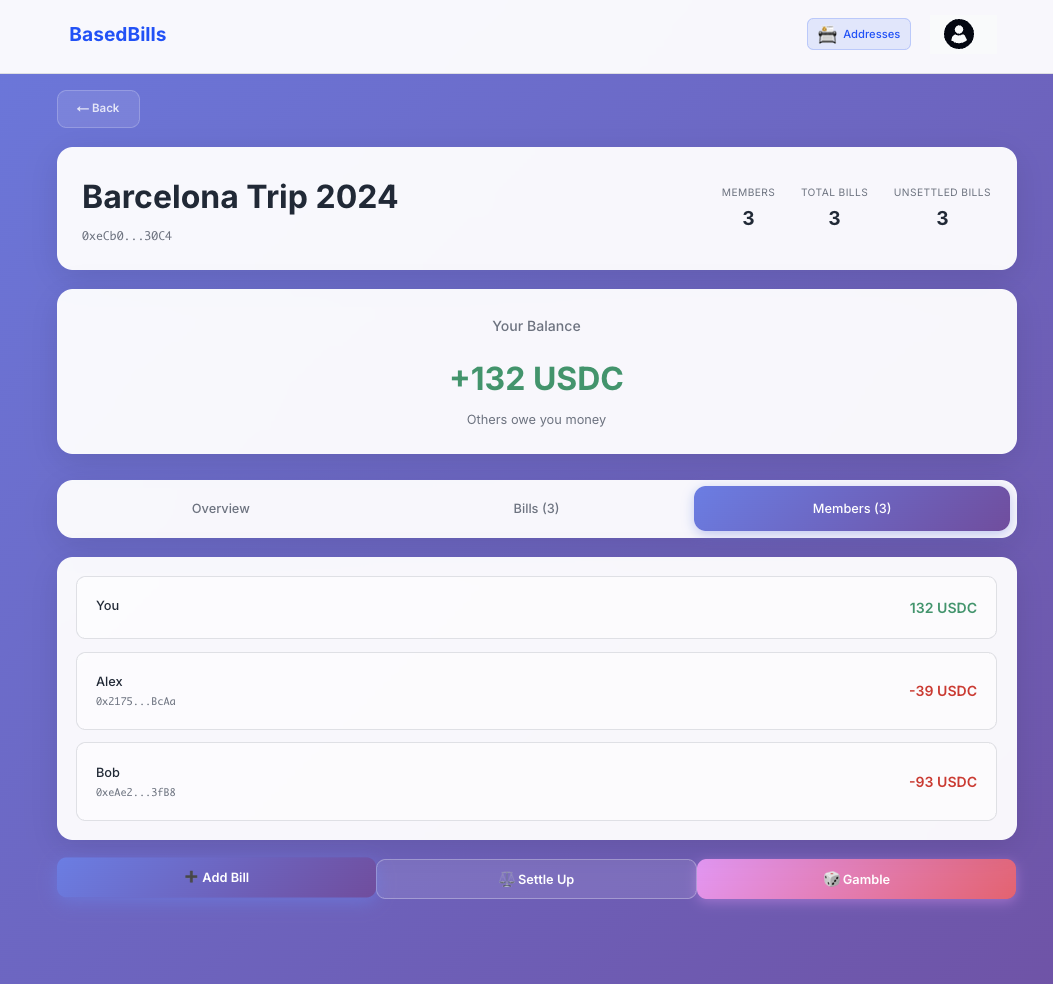 BasedBills
Addresses
← Back
Barcelona Trip 2024
0xeCb0...30C4
MEMBERS
3
TOTAL BILLS
3
UNSETTLED BILLS
3
Your Balance
+132 USDC
Others owe you money
Overview
Bills (3)
Members (3)
You
132 USDC
Alex
0x2175...BcAa
-39 USDC
Bob
0xeAe2...3fB8
-93 USDC
➕ Add Bill
⚖️ Settle Up
🎲 Gamble